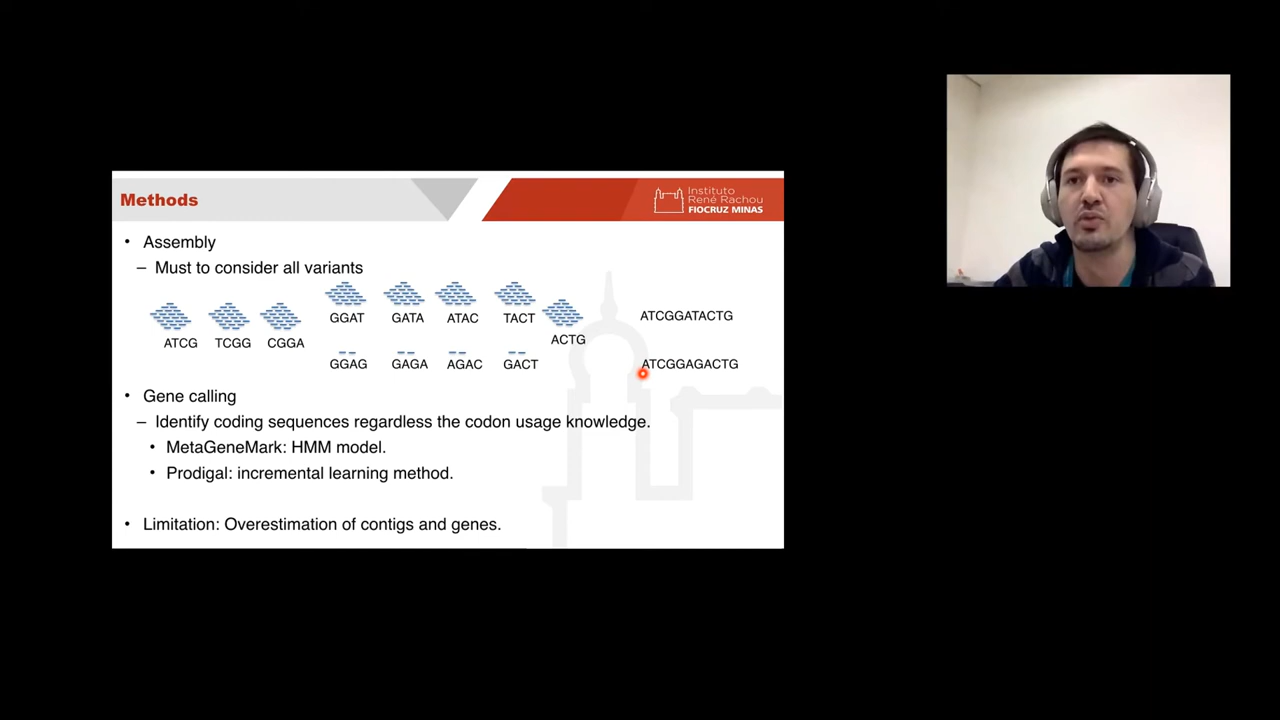 Methods
Instituto
René Rachou
FIOCRUZ MINAS
• Assembly
– Must to consider all variants
GGAT GATA ATAC TACT ATCGGATACTG
ATCG TCGG CGGA ACTG
GGAG GAGA AGAC GACT ATCGGAGACTG
• Gene calling
– Identify coding sequences regardless the codon usage knowledge.
• MetaGeneMark: HMM model.
• Prodigal: incremental learning method.
• Limitation: Overestimation of contigs and genes.